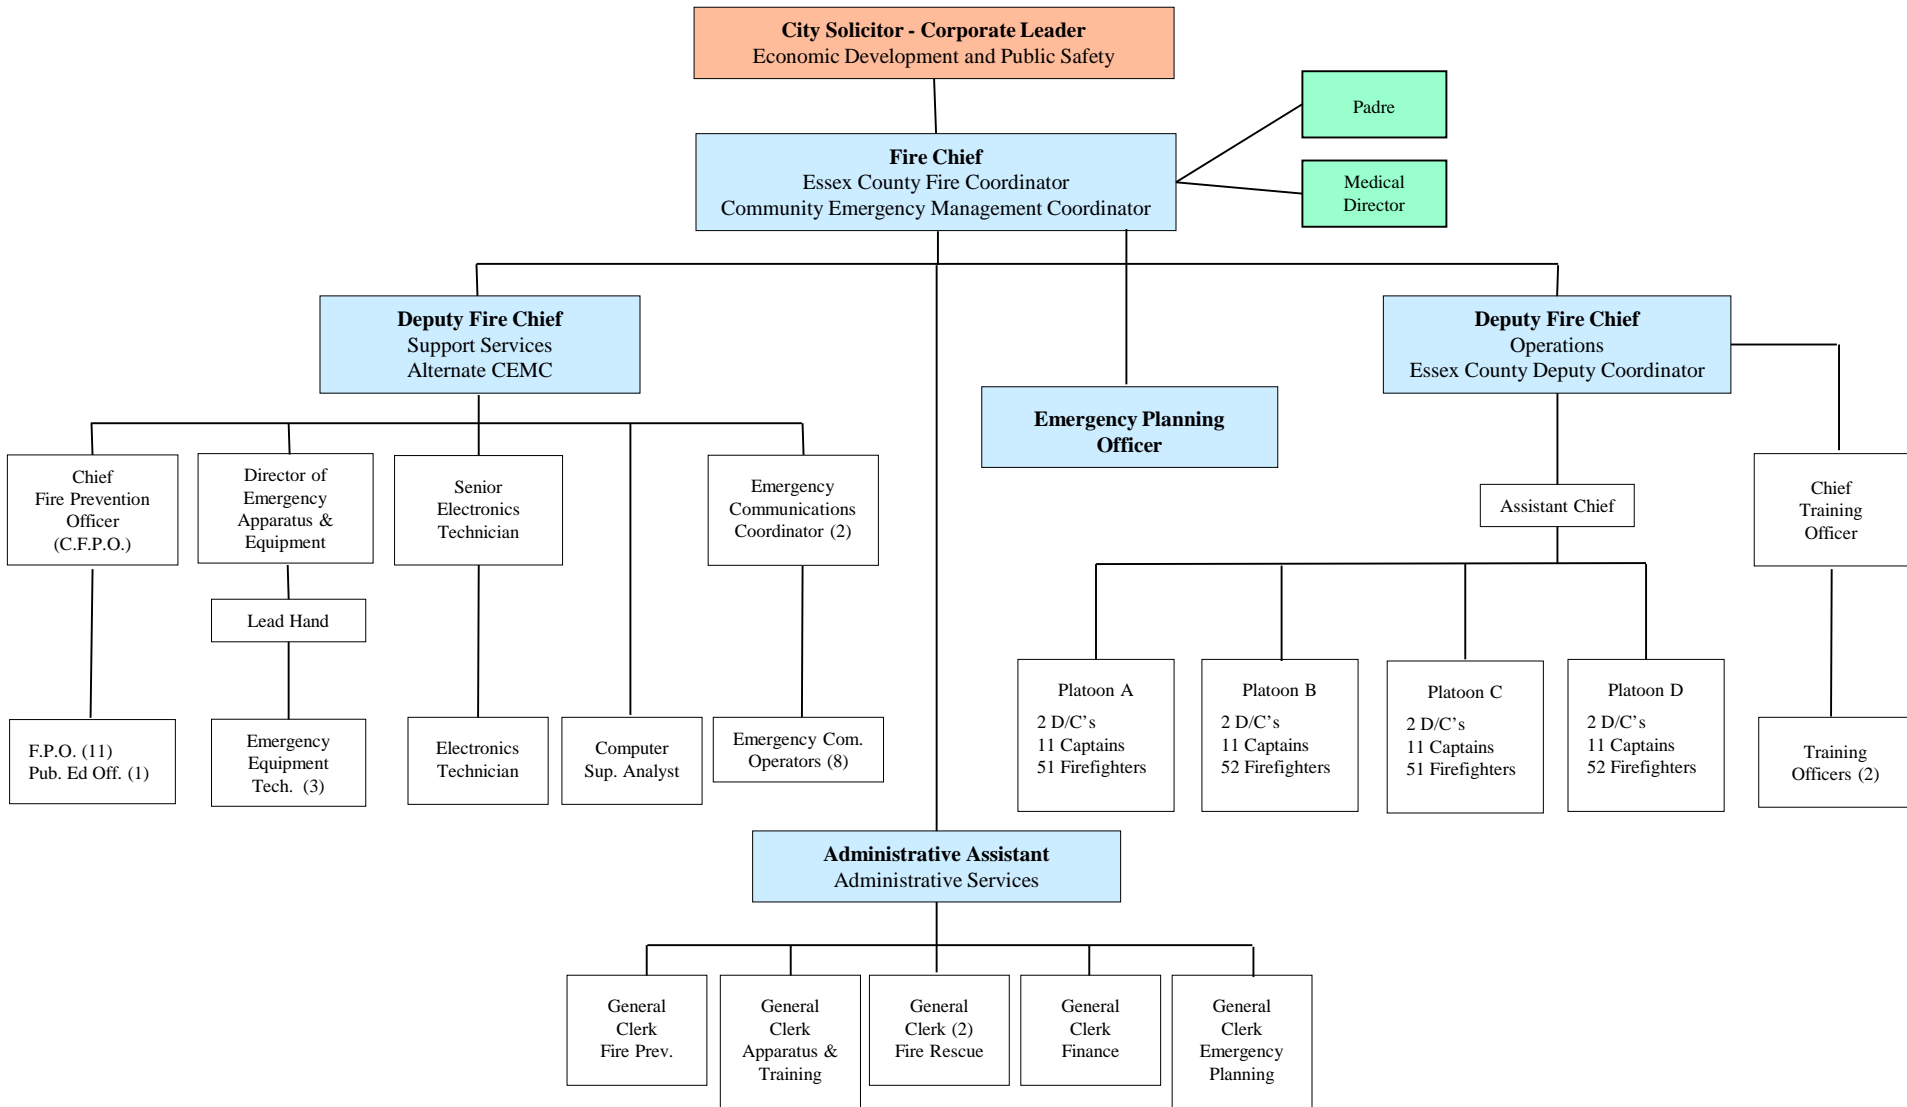 City Solicitor - Corporate Leader
Economic Development and Public Safety
Padre
Fire Chief
Essex County Fire Coordinator
Community Emergency Management Coordinator
Medical
Director
Deputy Fire Chief
Support Services
Alternate CEMC
Deputy Fire Chief
Operations
Essex County Deputy Coordinator
Emergency Planning
Officer
Chief
Fire Prevention
Officer
(C.F.P.O.)
Director of
Emergency
Apparatus &
Equipment
Senior
Electronics
Technician
Emergency
Communications
Coordinator (2)
Assistant Chief
Chief
Training
Officer
Lead Hand
F.P.O. (11)
Pub. Ed Off. (1)
Emergency
Equipment
Tech. (3)
Electronics
Technician
Computer
Sup. Analyst
Emergency Com.
Operators (8)
Platoon A
2 D/C’s
11 Captains
51 Firefighters
Platoon B
2 D/C’s
11 Captains
52 Firefighters
Platoon C
2 D/C’s
11 Captains
51 Firefighters
Platoon D
2 D/C’s
11 Captains
52 Firefighters
Training
Officers (2)
Administrative Assistant
Administrative Services
General
Clerk
Fire Prev.
General
Clerk
Apparatus &
Training
General
Clerk (2)
Fire Rescue
General
Clerk
Finance
General
Clerk
Emergency
Planning